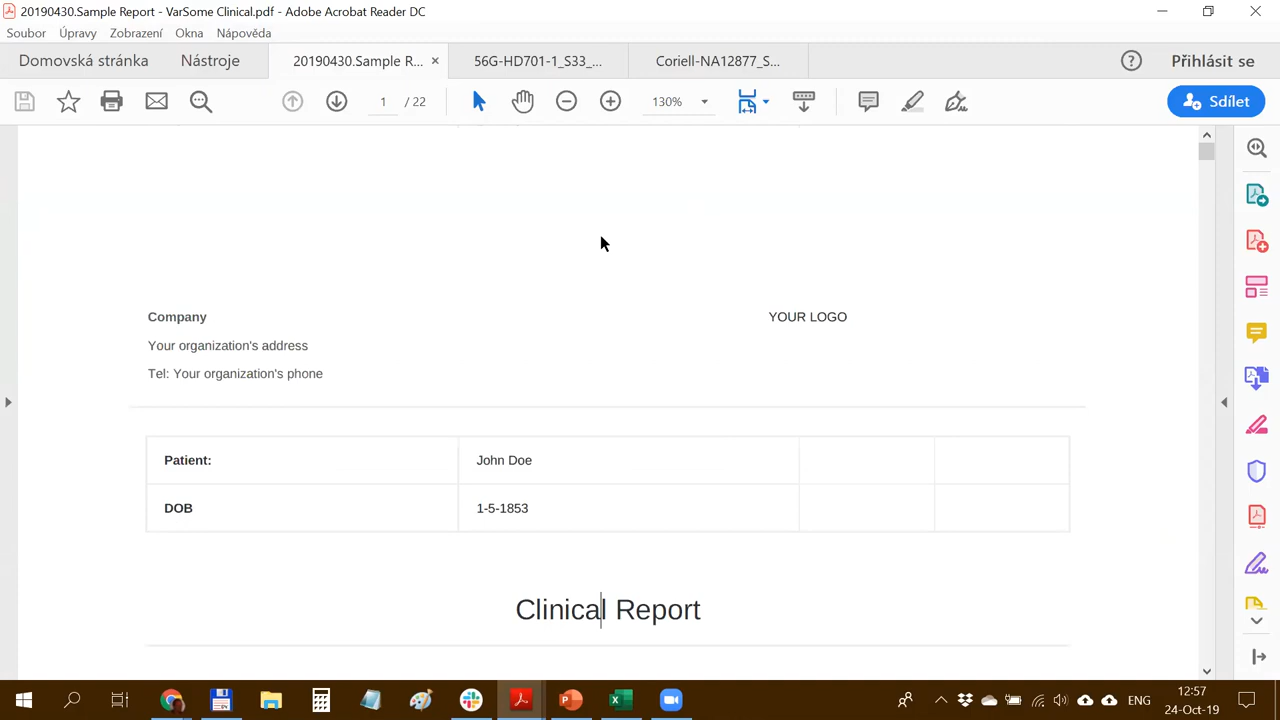 20190430.Sample Report - VarSome Clinical.pdf - Adobe Acrobat Reader DC
Soubor Úpravy Zobrazení Okna Nápověda
Domovská stránka Nástroje 20190430.Sample R... × 56G-HD701-1_S33_... Coriell-NA12877_S... Přihlásit se
1 / 22 130% Sdílet
Company YOUR LOGO
Your organization's address
Tel: Your organization's phone
Patient: John Doe
DOB 1-5-1853
Clinical Report
12:57
ENG
24-Oct-19